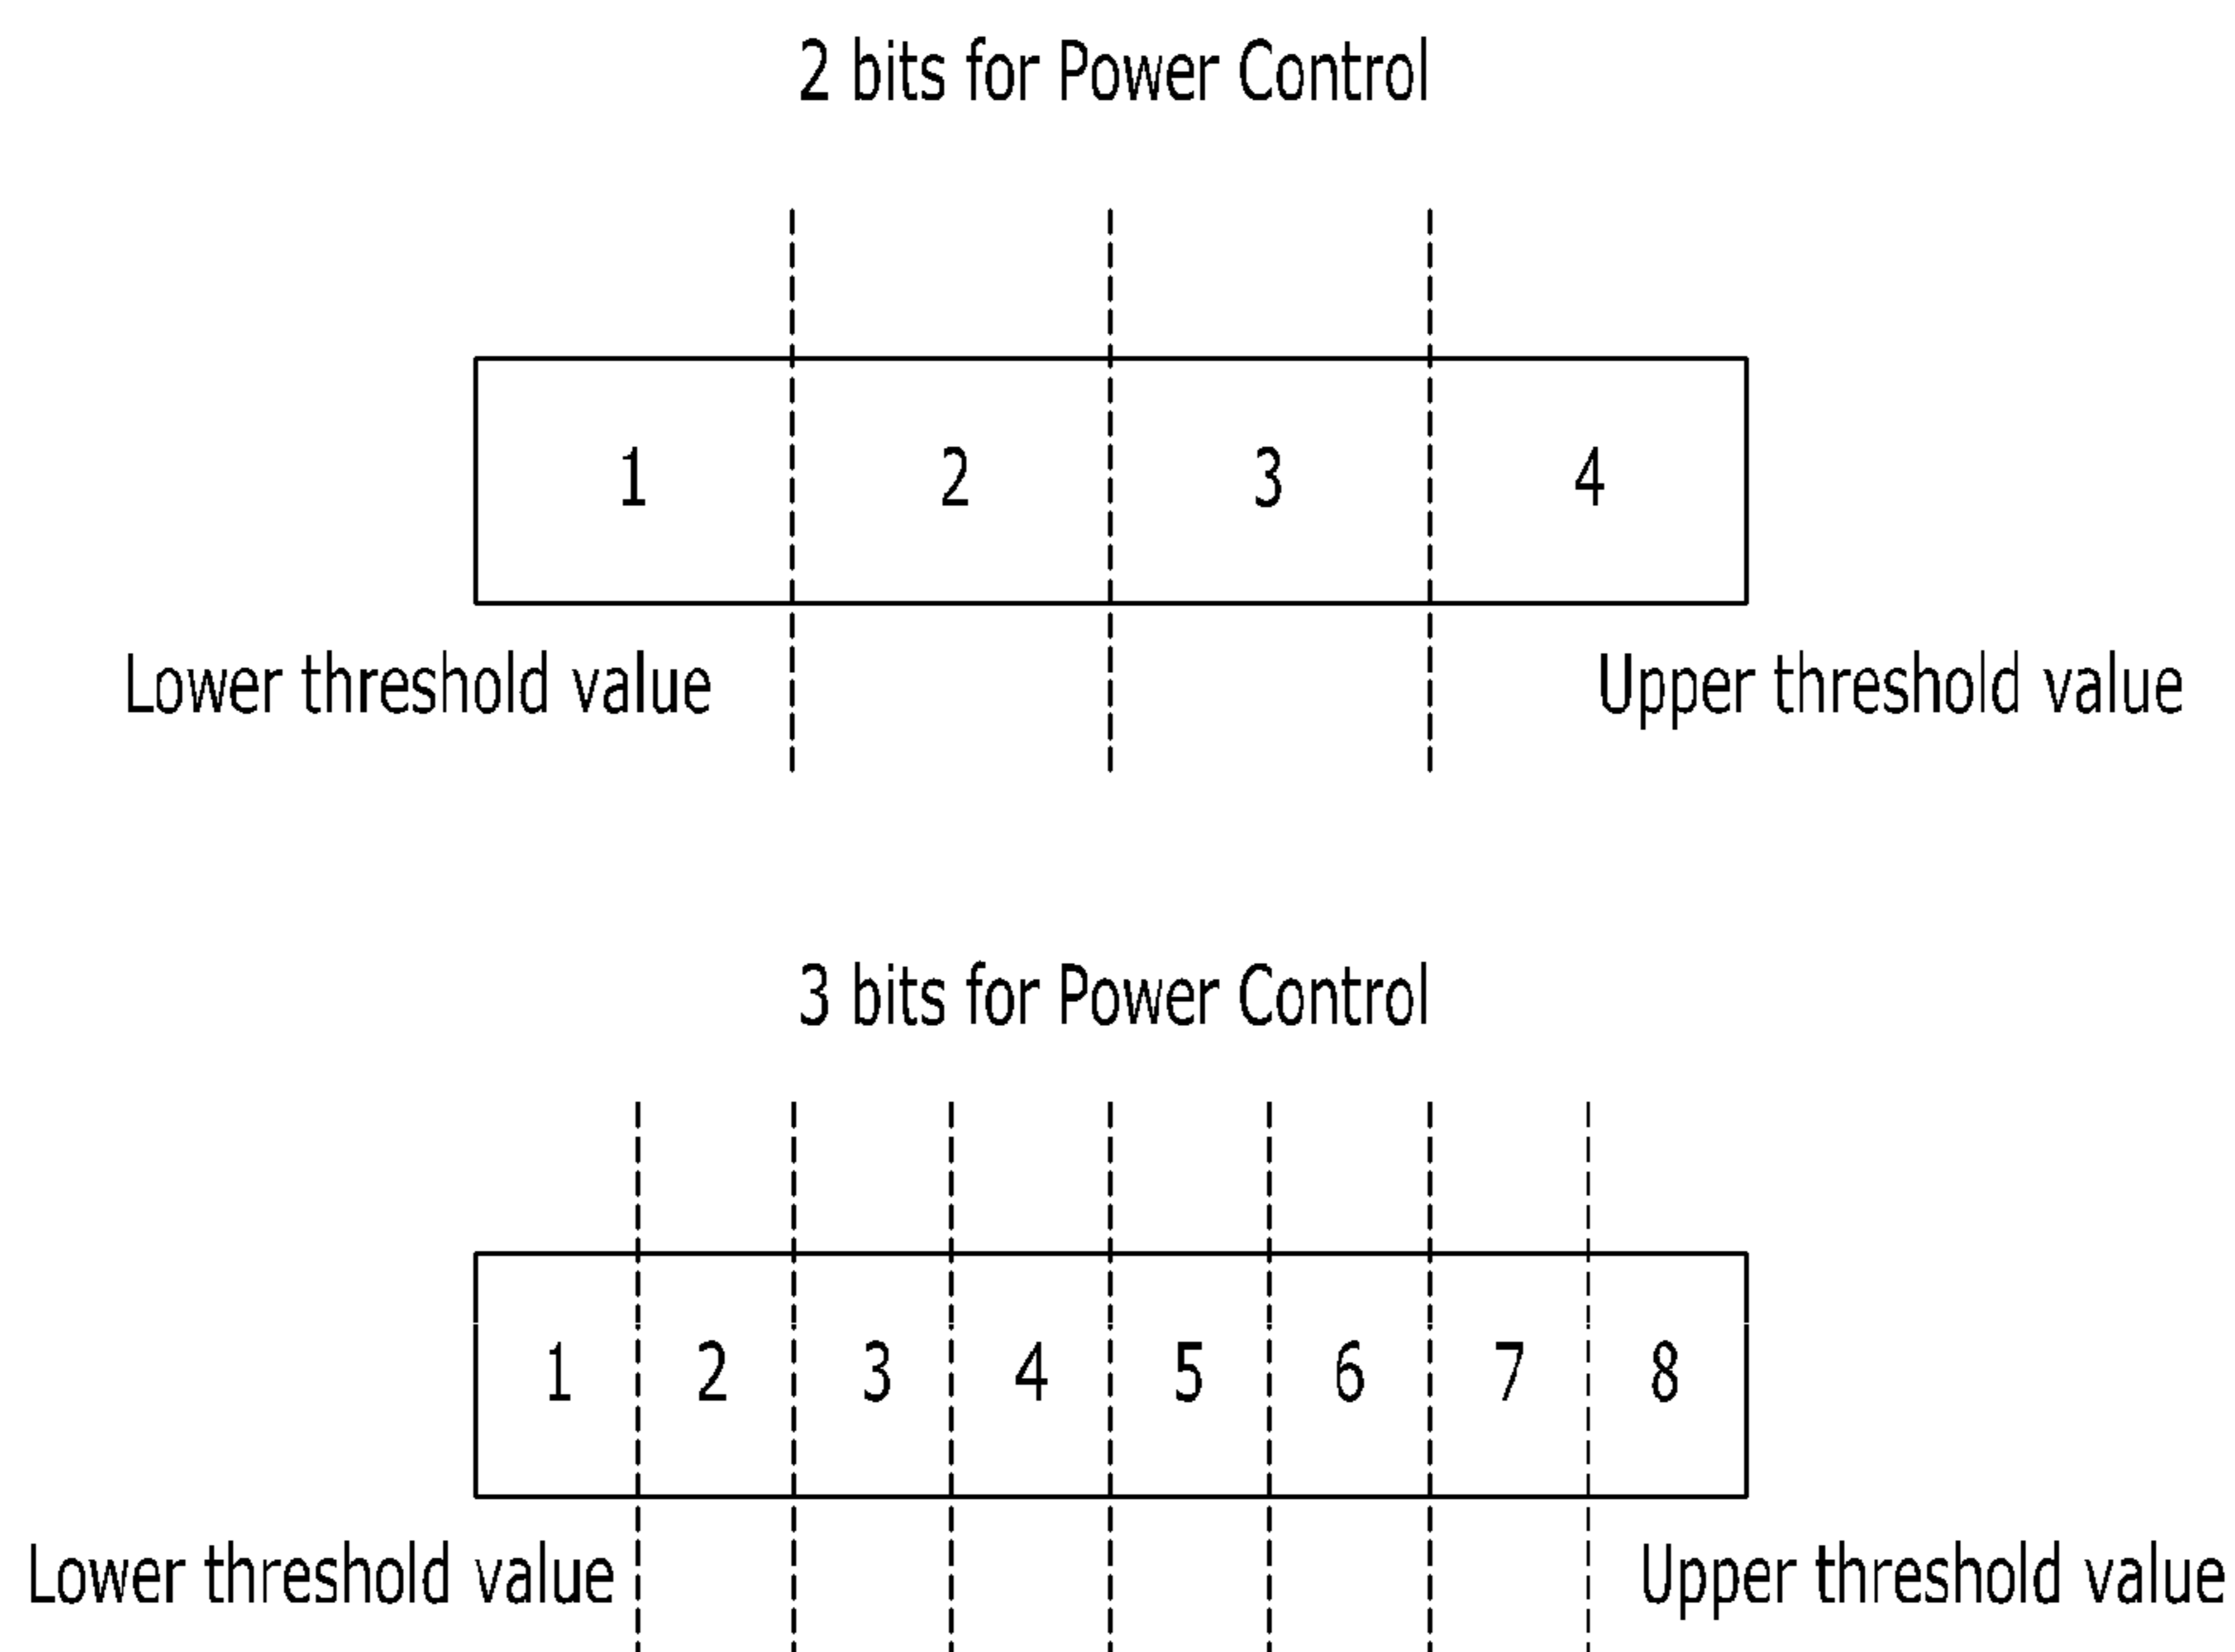 2 bits for Power Control
1 2 3 4
Lower threshold value Upper threshold value
3 bits for Power Control
1 2 3 4 5 6 7 8
Lower threshold value Upper threshold value